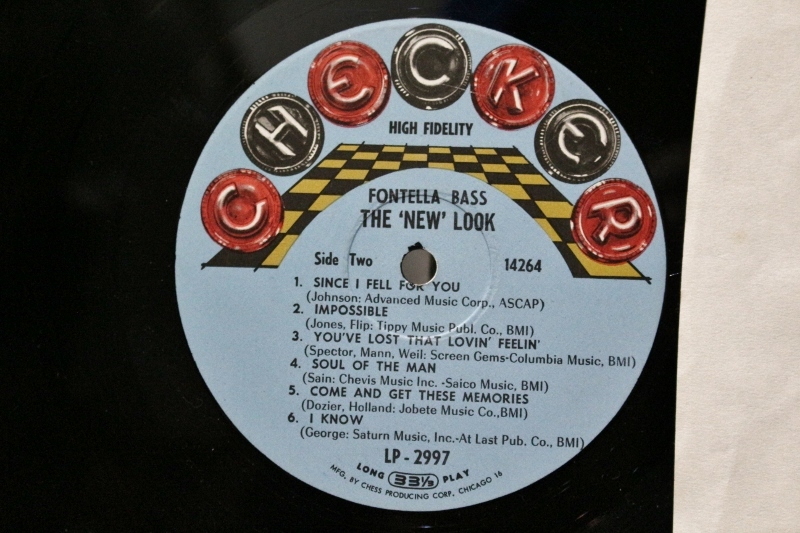 CHECKER
HIGH FIDELITY
FONTELLA BASS
THE 'NEW' LOOK
Side Two 14264
1. SINCE I FELL FOR YOU
(Johnson: Advanced Music Corp., ASCAP)
2. IMPOSSIBLE
(Jones, Flip: Tippy Music Publ. Co., BMI)
3. YOU'VE LOST THAT LOVIN' FEELIN'
(Spector, Mann, Weil: Screen Gems-Columbia Music, BMI)
4. SOUL OF THE MAN
(Sain: Chevis Music Inc. -Saico Music, BMI)
5. COME AND GET THESE MEMORIES
(Dozier, Holland: Jobete Music Co.,BMI)
6. I KNOW
(George: Saturn Music, Inc.-At Last Pub. Co., BMI)
LP - 2997
LONG 33⅓ PLAY
MFG. BY CHESS PRODUCING CORP. CHICAGO 16